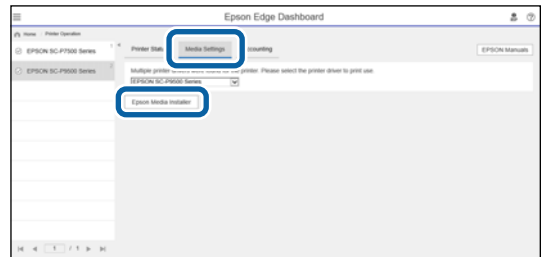 Epson Edge Dashboard
Home Printer Operation
EPSON SC-P7500 Series
EPSON SC-P9500 Series
Printer Stat Media Settings counting
EPSON Manuals
Multiple printer drivers for the printer. Please select the printer driver to print use.
EPSON SC-P9500 Series
Epson Media Installer
1 / 1